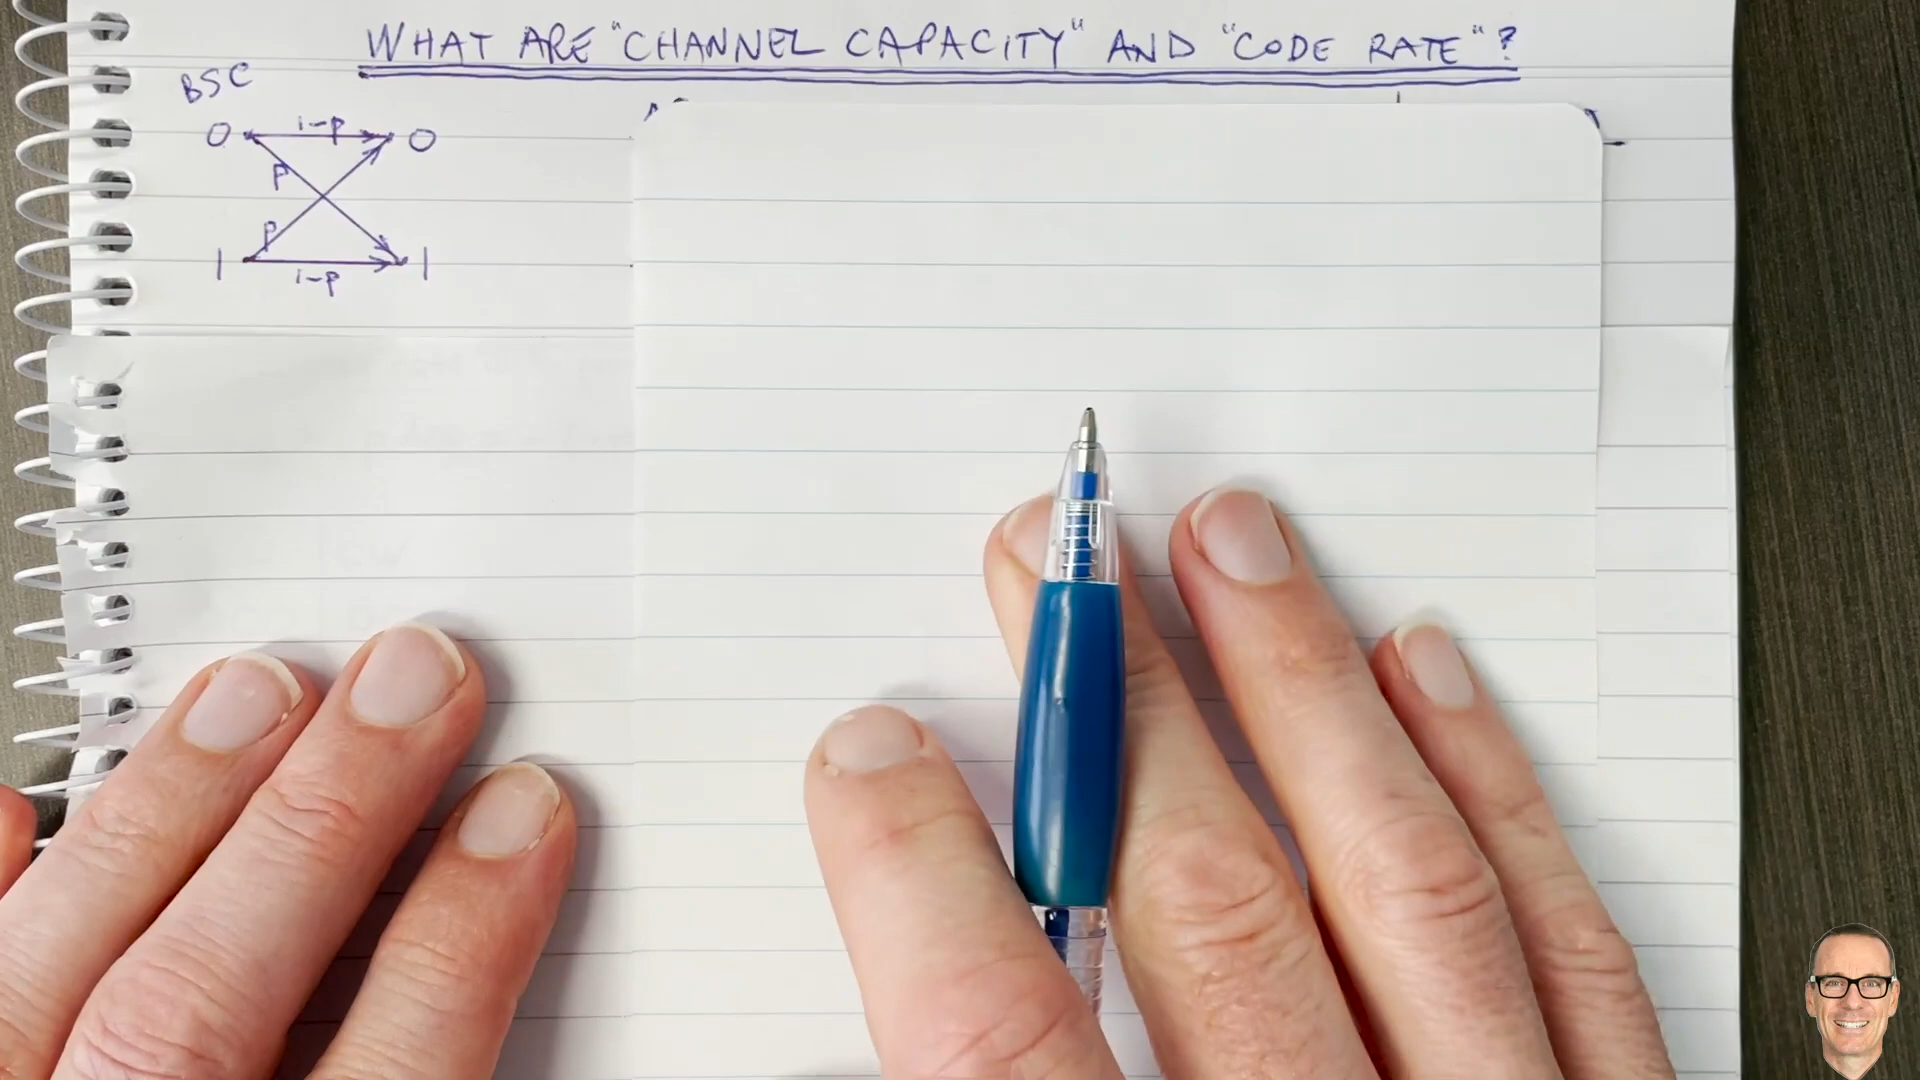 WHAT ARE "CHANNEL CAPACITY" AND "CODE RATE"?
BSC
0 1-p 0
p
p
1 1-p 1